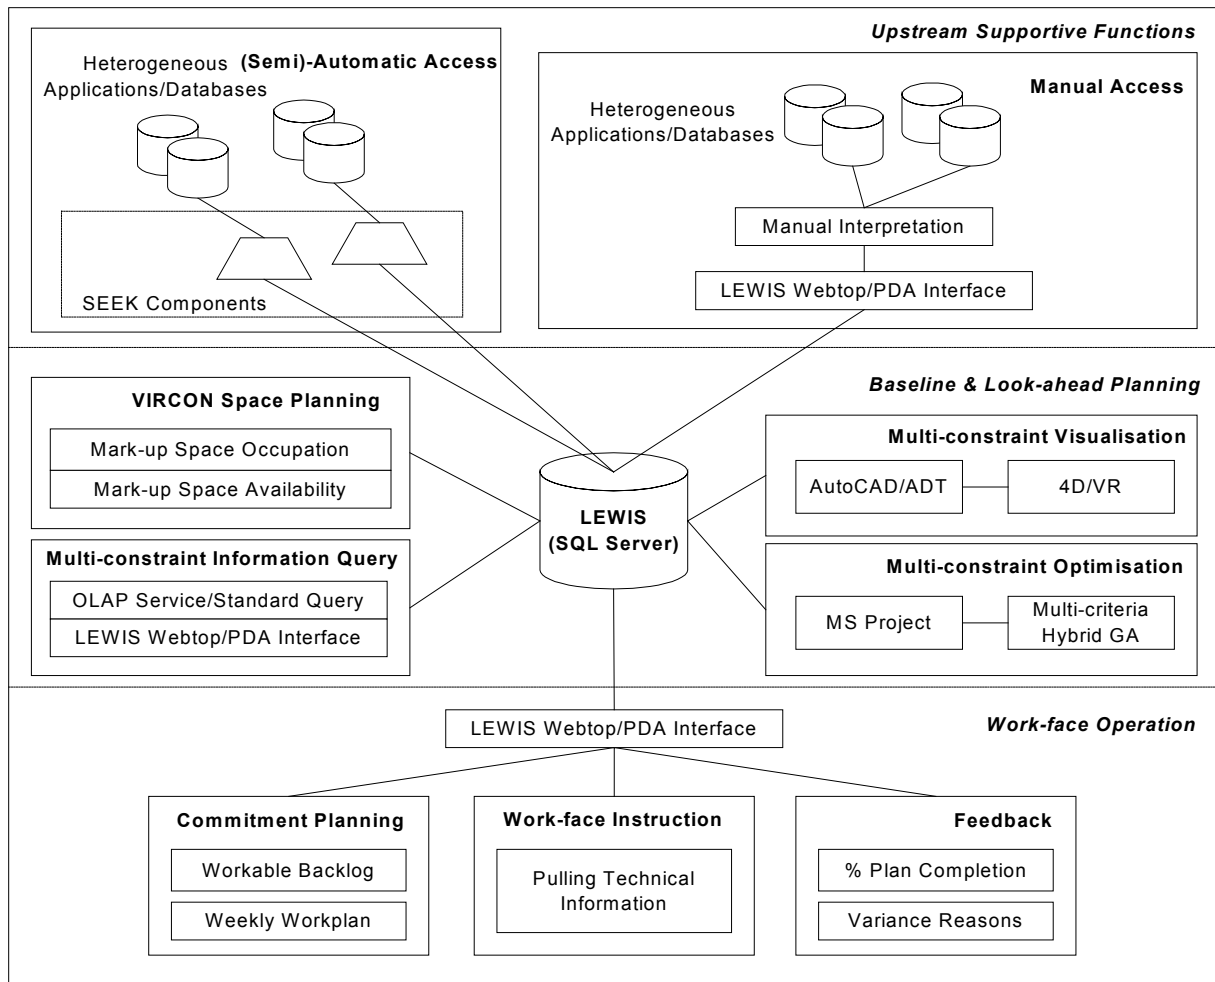 Upstream Supportive Functions
Heterogeneous (Semi)-Automatic Access
Applications/Databases
SEEK Components
Manual Access
Heterogeneous
Applications/Databases
Manual Interpretation
LEWIS Webtop/PDA Interface
Baseline & Look-ahead Planning
VIRCON Space Planning
Mark-up Space Occupation
Mark-up Space Availability
Multi-constraint Information Query
OLAP Service/Standard Query
LEWIS Webtop/PDA Interface
LEWIS
(SQL Server)
Multi-constraint Visualisation
AutoCAD/ADT
4D/VR
Multi-constraint Optimisation
MS Project
Multi-criteria
Hybrid GA
Work-face Operation
LEWIS Webtop/PDA Interface
Commitment Planning
Workable Backlog
Weekly Workplan
Work-face Instruction
Pulling Technical
Information
Feedback
% Plan Completion
Variance Reasons